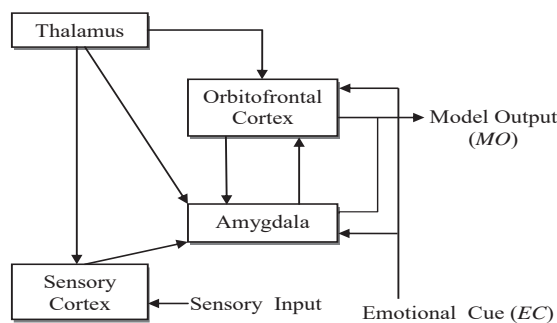 Thalamus
Orbitofrontal
Cortex
Model Output
(MO)
Amygdala
Sensory
Cortex
Sensory Input
Emotional Cue (EC)